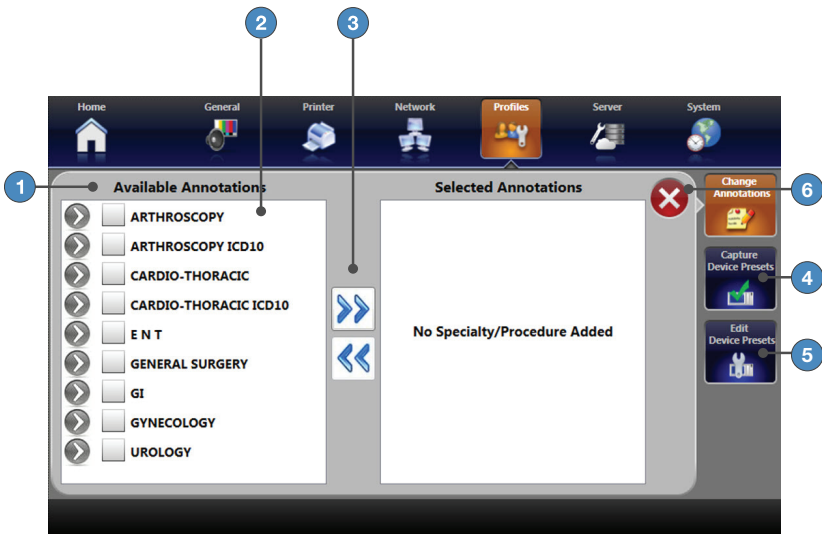 2 3
Home General Printer Network Profiles Server System
1 Available Annotations Selected Annotations 6
Change
Annotations
ARTHROSCOPY
ARTHROSCOPY ICD10
CARDIO-THORACIC
CARDIO-THORACIC ICD10
E N T
GENERAL SURGERY
GI
GYNECOLOGY
UROLOGY
No Specialty/Procedure Added
Capture
Device Presets
4
Edit
Device Presets
5